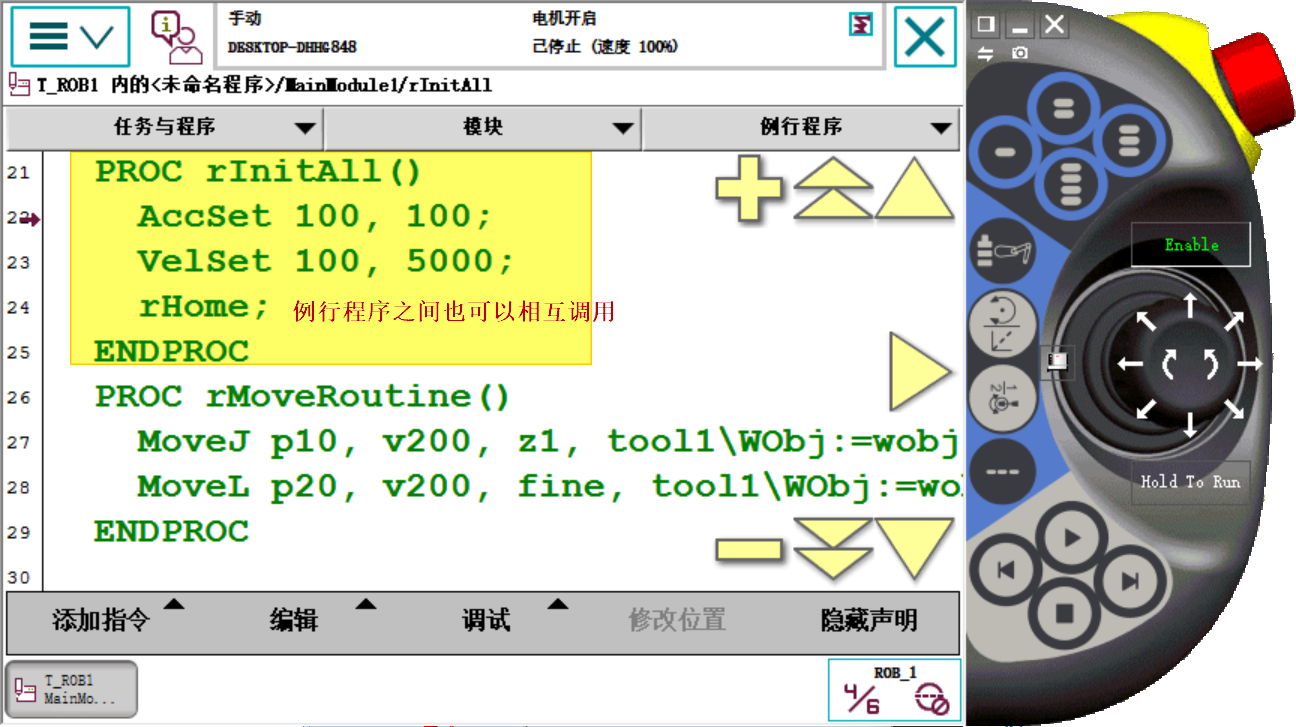 手动
DESKTOP-DHHG848
电机开启
已停止 (速度 100%)
T_ROB1 内的<未命名程序>/MainModule1/rInitAll
任务与程序
模块
例行程序
21 PROC rInitAll()
22 AccSet 100, 100;
23 VelSet 100, 5000;
24 rHome; 例行程序之间也可以相互调用
25 ENDPROC
26 PROC rMoveRoutine()
27 MoveJ p10, v200, z1, tool1\WObj:=wobj
28 MoveL p20, v200, fine, tool1\WObj:=wo
29 ENDPROC
30
添加指令
编辑
调试
修改位置
隐藏声明
T_ROB1
MainMo...
ROB_1
4/6
Enable
Hold To Run